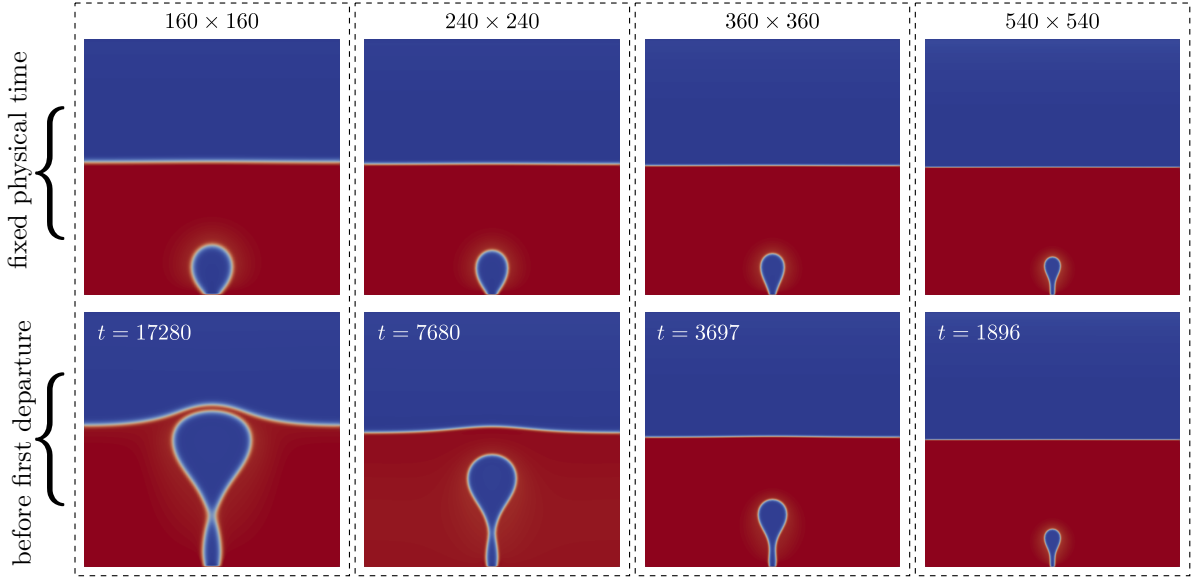 160 × 160
240 × 240
360 × 360
540 × 540
fixed physical time
before first departure
t = 17280
t = 7680
t = 3697
t = 1896